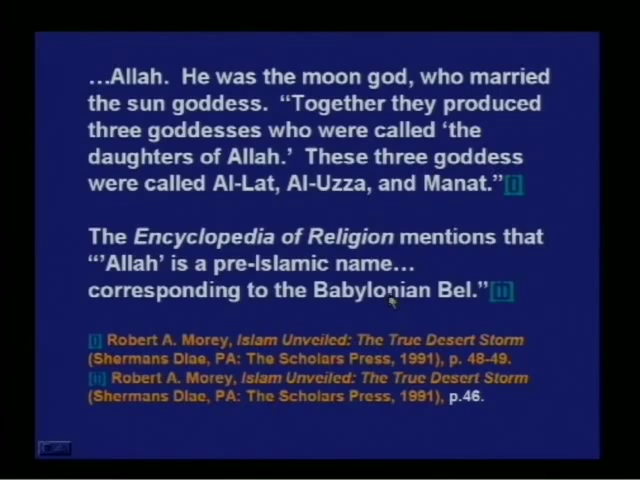 …Allah. He was the moon god, who married
the sun goddess. “Together they produced
three goddesses who were called ‘the
daughters of Allah.’ These three goddess
were called Al-Lat, Al-Uzza, and Manat.”[i]
The Encyclopedia of Religion mentions that
“’Allah’ is a pre-Islamic name…
corresponding to the Babylonian Bel.”[ii]
[i] Robert A. Morey, Islam Unveiled: The True Desert Storm
(Shermans Dlae, PA: The Scholars Press, 1991), p. 48-49.
[ii] Robert A. Morey, Islam Unveiled: The True Desert Storm
(Shermans Dlae, PA: The Scholars Press, 1991), p.46.